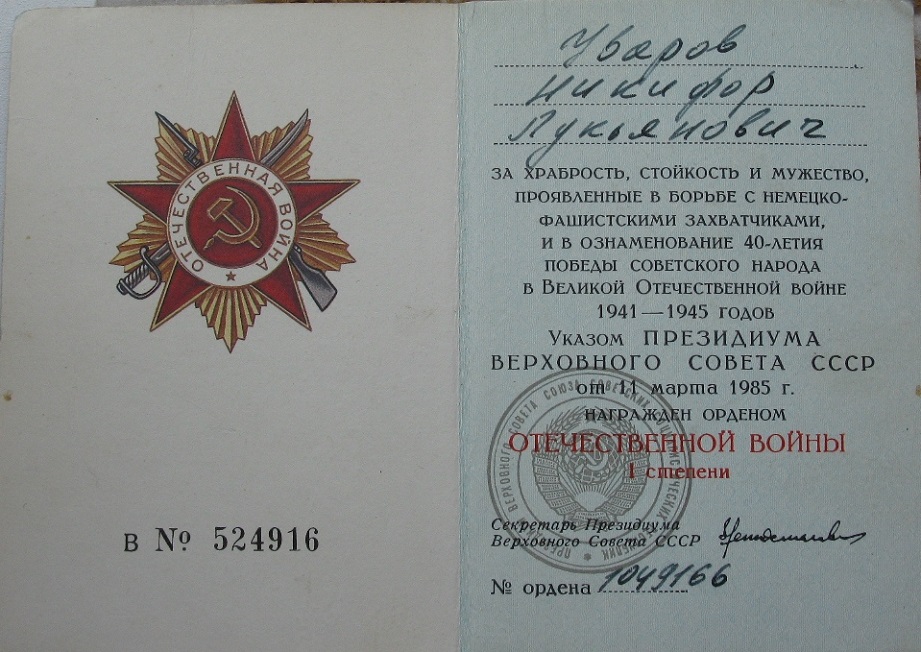 ОТЕЧЕСТВЕННАЯ ВОЙНА
В № 524916
Уваров
Никифор
Лукьянович
ЗА ХРАБРОСТЬ, СТОЙКОСТЬ И МУЖЕСТВО,
ПРОЯВЛЕННЫЕ В БОРЬБЕ С НЕМЕЦКО-
ФАШИСТСКИМИ ЗАХВАТЧИКАМИ,
И В ОЗНАМЕНОВАНИЕ 40-ЛЕТИЯ
ПОБЕДЫ СОВЕТСКОГО НАРОДА
В ВЕЛИКОЙ ОТЕЧЕСТВЕННОЙ ВОЙНЕ
1941—1945 ГОДОВ
УКАЗОМ ПРЕЗИДИУМА
ВЕРХОВНОГО СОВЕТА СССР
от 11 марта 1985 г.
НАГРАЖДЕН ОРДЕНОМ
ОТЕЧЕСТВЕННОЙ ВОЙНЫ
I степени
Секретарь Президиума
Верховного Совета СССР
№ ордена 1049166